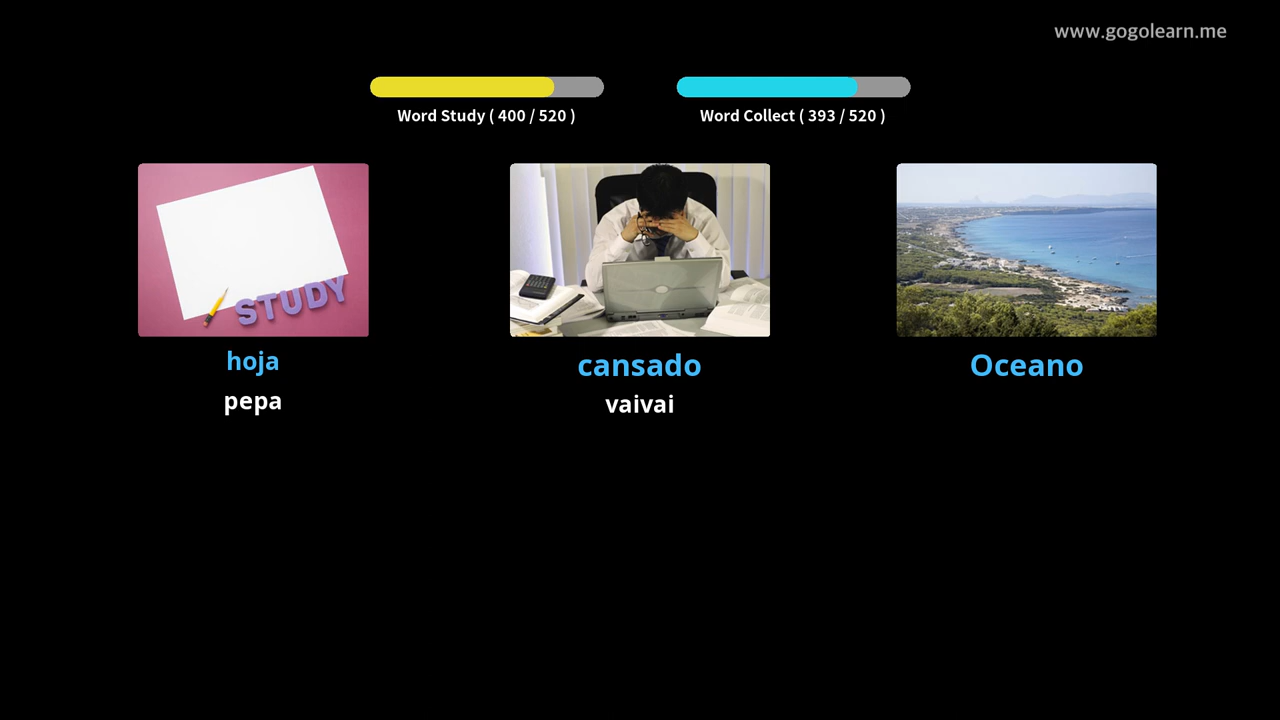 www.gogolearn.me
Word Study ( 400 / 520 )
Word Collect ( 393 / 520 )
STUDY
hoja
cansado
Oceano
pepa
vaivai